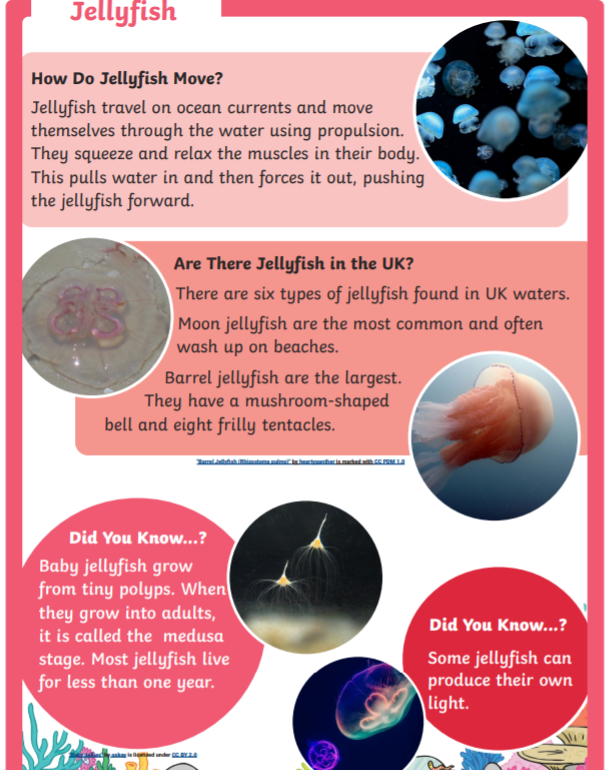 Jellyfish
How Do Jellyfish Move?
Jellyfish travel on ocean currents and move
themselves through the water using propulsion.
They squeeze and relax the muscles in their body.
This pulls water in and then forces it out, pushing
the jellyfish forward.
Are There Jellyfish in the UK?
There are six types of jellyfish found in UK waters.
Moon jellyfish are the most common and often
wash up on beaches.
Barrel jellyfish are the largest.
They have a mushroom-shaped
bell and eight frilly tentacles.
"Barrel Jellyfish (Rhizostoma pulmo)" by is marked with CC PDM 1.0
Did You Know...?
Baby jellyfish grow
from tiny polyps. When
they grow into adults,
it is called the medusa
stage. Most jellyfish live
for less than one year.
Did You Know...?
Some jellyfish can
produce their own
light.
is licensed under CC BY 2.0